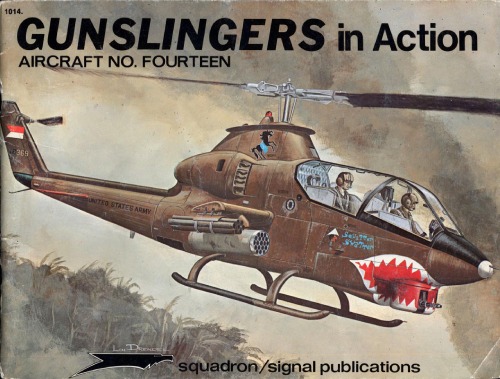 1014.
GUNSLINGERS in Action
AIRCRAFT NO. FOURTEEN
UNITED STATES ARMY
squadron/signal publications